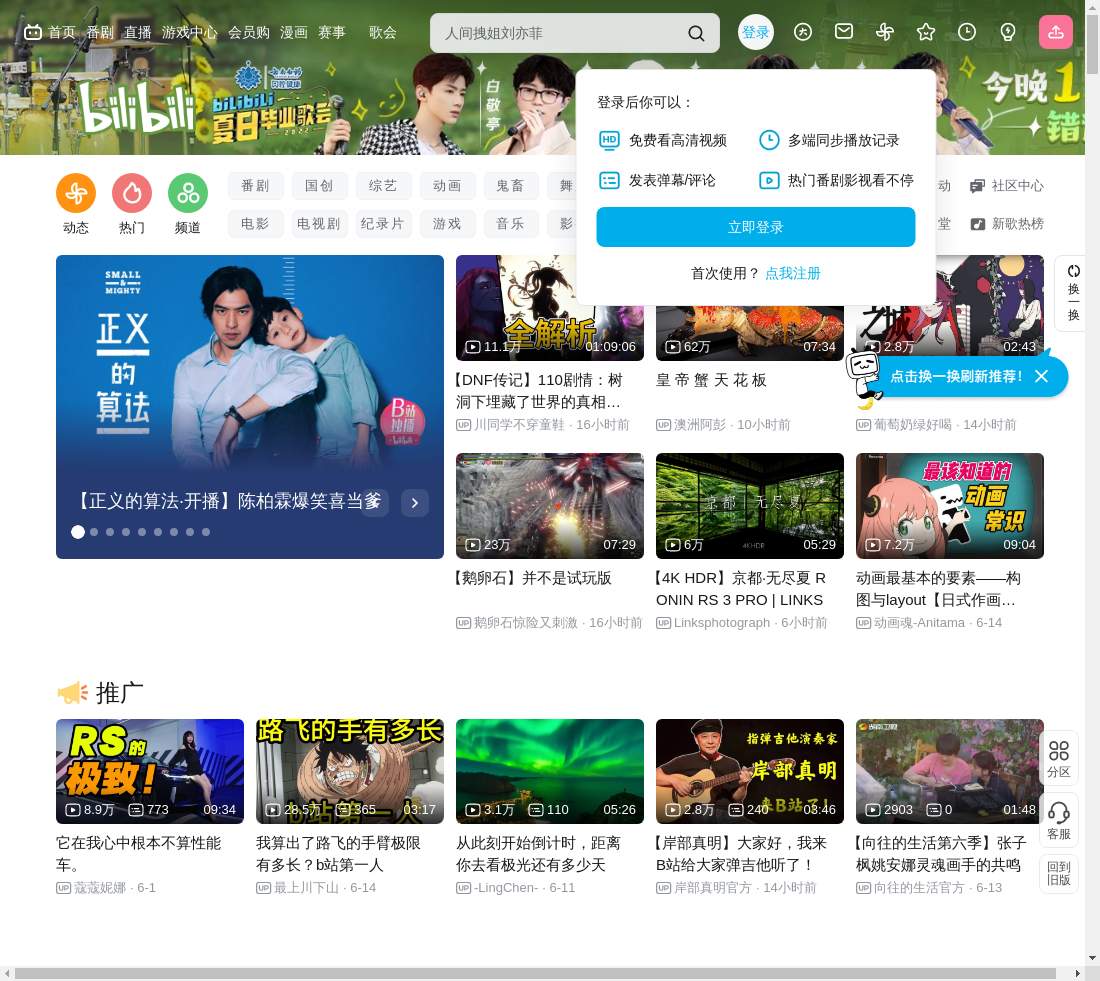 首页 番剧 直播 游戏中心 会员购 漫画 赛事 歌会
人间拽姐刘亦菲
登录
bilibili
bilibili
夏日毕业歌会
2022
白敬亭
今晚1
错
登录后你可以：
HD 免费看高清视频 多端同步播放记录
发表弹幕/评论 热门番剧影视看不停
立即登录
首次使用？ 点我注册
动态 热门 频道
番剧 国创 综艺 动画 鬼畜 舞
动 社区中心
电影 电视剧 纪录片 游戏 音乐 影
堂 新歌热榜
SMALL & MIGHTY
正义的算法
B站独播
bilibili
【正义的算法·开播】陈柏霖爆笑喜当爹
全解析
11.1万 01:09:06
【DNF传记】110剧情：树洞下埋藏了世界的真相…
UP 川同学不穿童鞋 · 16小时前
62万 07:34
皇 帝 蟹 天 花 板
UP 澳洲阿彭 · 10小时前
之城
2.8万 02:43
UP 葡萄奶绿好喝 · 14小时前
换一换
点击换一换刷新推荐！
23万 07:29
【鹅卵石】并不是试玩版
UP 鹅卵石惊险又刺激 · 16小时前
京都 无尽夏
4KHDR
6万 05:29
【4K HDR】京都·无尽夏 R
ONIN RS 3 PRO | LINKS
UP Linksphotograph · 6小时前
最该知道的
动画
常识
7.2万 09:04
动画最基本的要素——构
图与layout【日式作画…
UP 动画魂-Anitama · 6-14
推广
RS的
极致！
8.9万 773 09:34
它在我心中根本不算性能
车。
UP 蔻蔻妮娜 · 6-1
路飞的手有多长
b站第一人
28.5万 365 03:17
我算出了路飞的手臂极限
有多长？b站第一人
UP 最上川下山 · 6-14
3.1万 110 05:26
从此刻开始倒计时，距离
你去看极光还有多少天
UP -LingChen- · 6-11
指弹吉他演奏家
岸部真明
来B站了！
2.8万 240 03:46
【岸部真明】大家好，我来
B站给大家弹吉他听了！
UP 岸部真明官方 · 14小时前
湖南卫视
2903 0 01:48
【向往的生活第六季】张子
枫姚安娜灵魂画手的共鸣
UP 向往的生活官方 · 6-13
分区
客服
回到
旧版